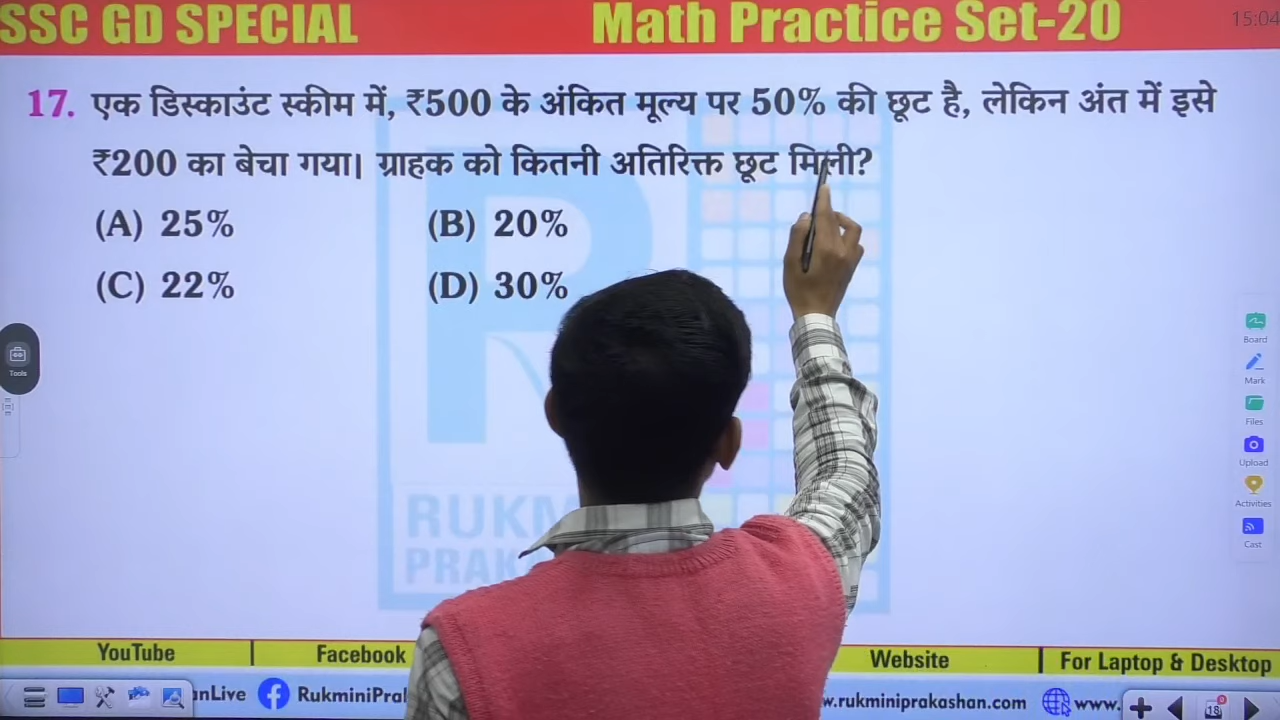 SSC GD SPECIAL
Math Practice Set-20
15:04
17. एक डिस्काउंट स्कीम में, ₹500 के अंकित मूल्य पर 50% की छूट है, लेकिन अंत में इसे
₹200 का बेचा गया। ग्राहक को कितनी अतिरिक्त छूट मिली?
(A) 25%
(B) 20%
(C) 22%
(D) 30%
Tools
Board
Mark
Files
Upload
Activities
Cast
YouTube
Facebook
Website
For Laptop & Desktop
.rukminiprakashan.com
www.
18